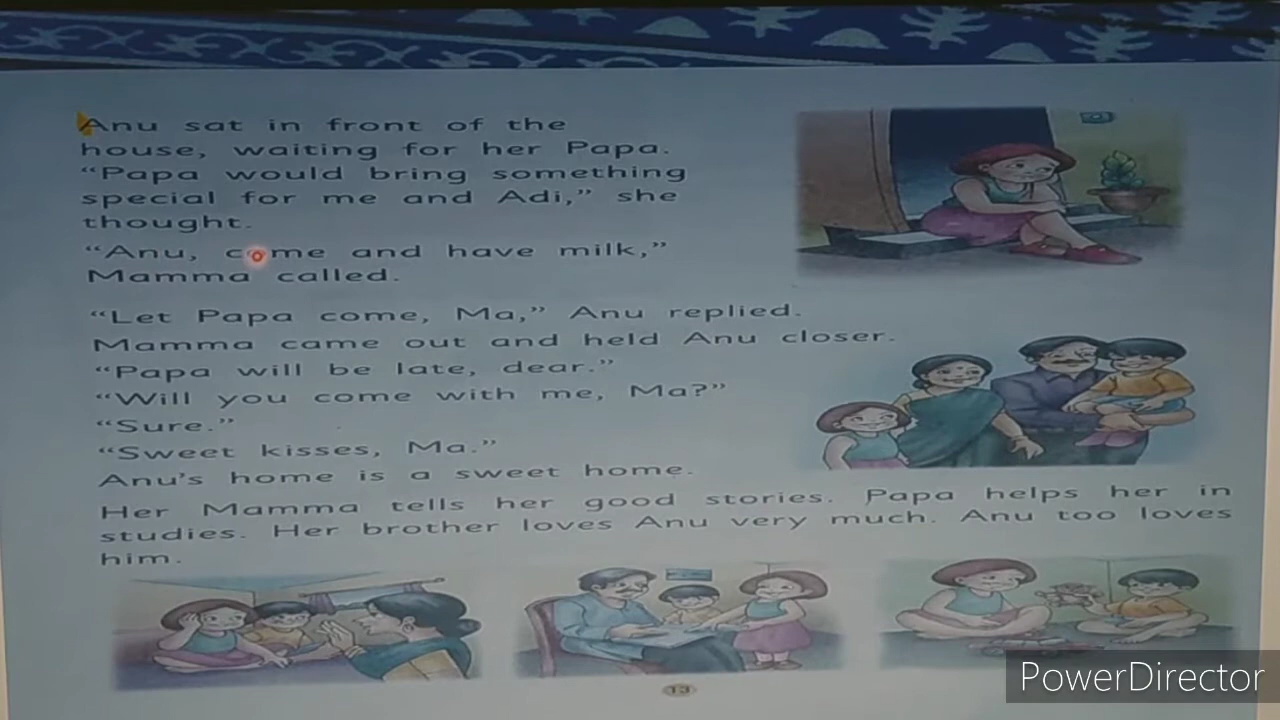 Anu sat in front of the
house, waiting for her Papa.
“Papa would bring something
special for me and Adi,” she
thought.
“Anu, come and have milk,”
Mamma called.
“Let Papa come, Ma,” Anu replied.
Mamma came out and held Anu closer.
“Papa will be late, dear.”
“Will you come with me, Ma?”
“Sure.”
“Sweet kisses, Ma.”
Anu’s home is a sweet home.
Her Mamma tells her good stories. Papa helps her in
studies. Her brother loves Anu very much. Anu too loves
him.
13
PowerDirector